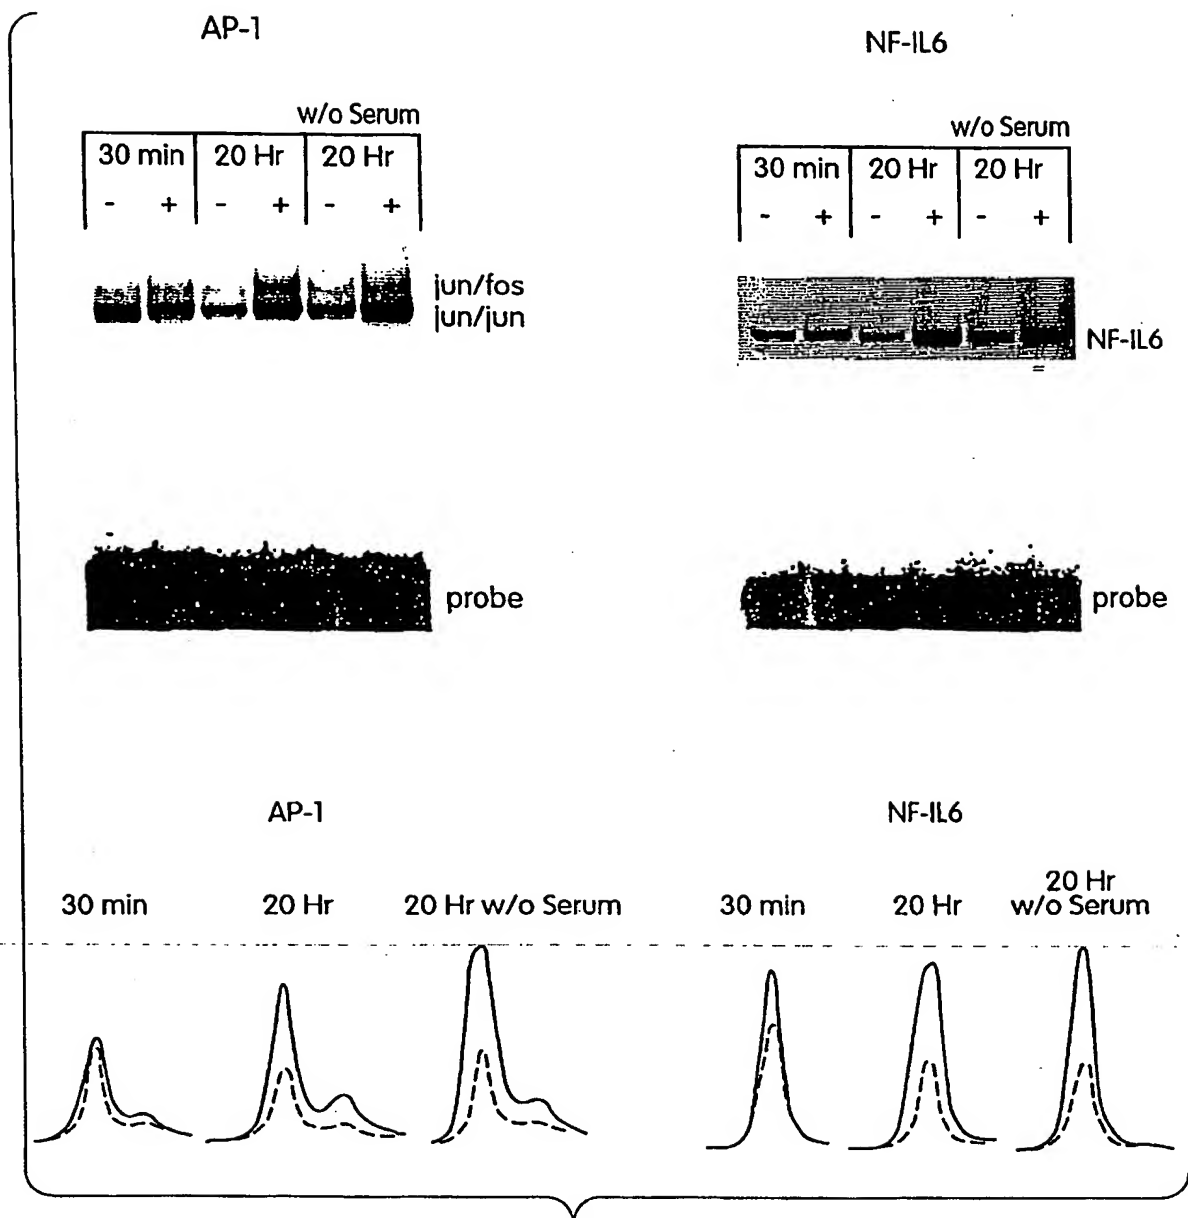 AP-1
w/o Serum
30 min 20 Hr 20 Hr
- + - + - +
jun/fos
jun/jun
probe
NF-IL6
w/o Serum
30 min 20 Hr 20 Hr
- + - + - +
NF-IL6
probe
AP-1
30 min 20 Hr 20 Hr w/o Serum
NF-IL6
30 min 20 Hr 20 Hr
w/o Serum